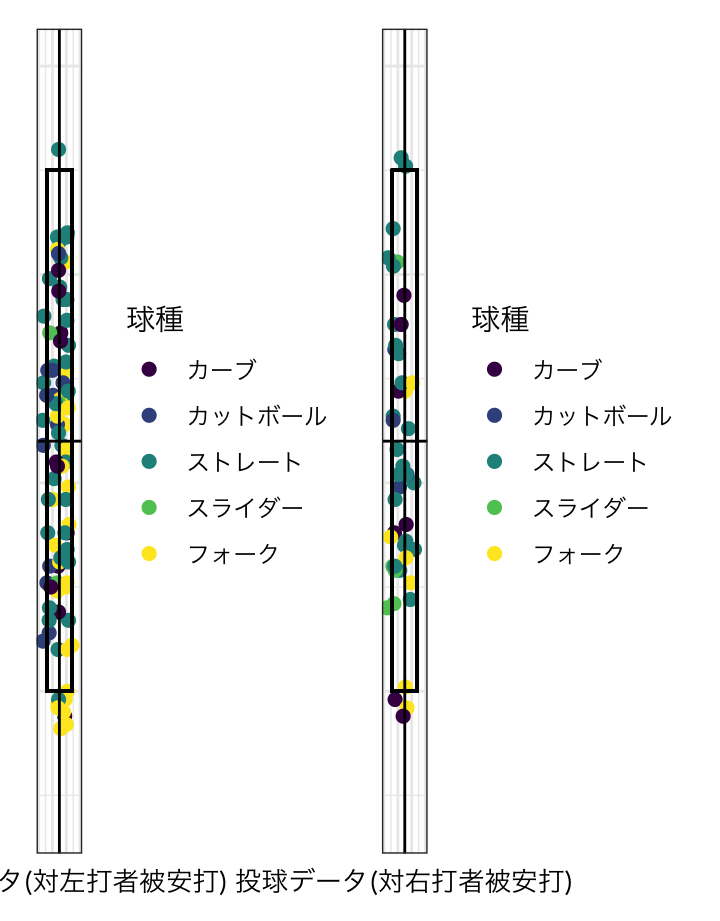 球種
カーブ
カットボール
ストレート
スライダー
フォーク
球種
カーブ
カットボール
ストレート
スライダー
フォーク
タ(対左打者被安打) 投球データ(対右打者被安打)